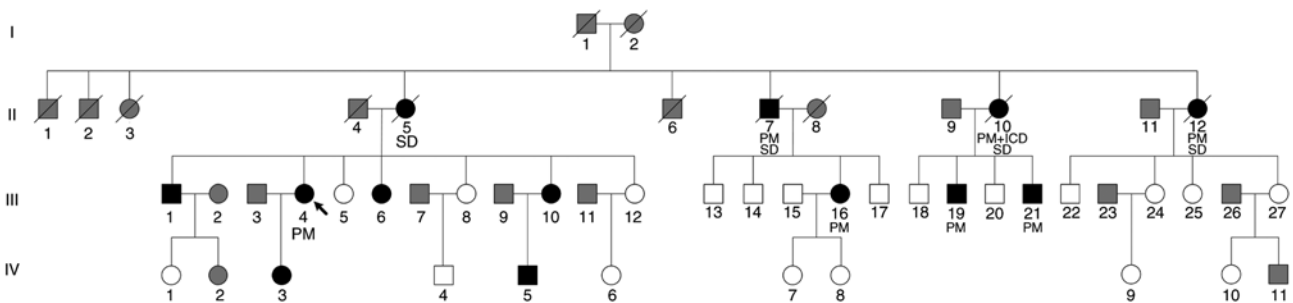 I
1 2
II
1 2 3 4 5 6 7 8 9 10 11 12
SD PM PM+ICD PM
SD SD SD
III
1 2 3 4 5 6 7 8 9 10 11 12 13 14 15 16 17 18 19 20 21 22 23 24 25 26 27
PM PM PM PM
IV
1 2 3 4 5 6 7 8 9 10 11